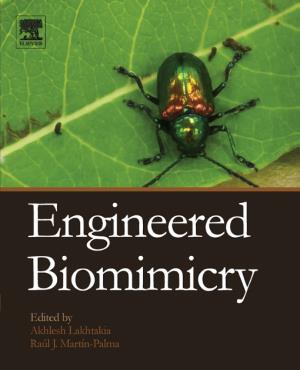 ELSEVIER
Engineered
Biomimicry
Edited by
Akhlesh Lakhtakia
Raúl J. Martín-Palma